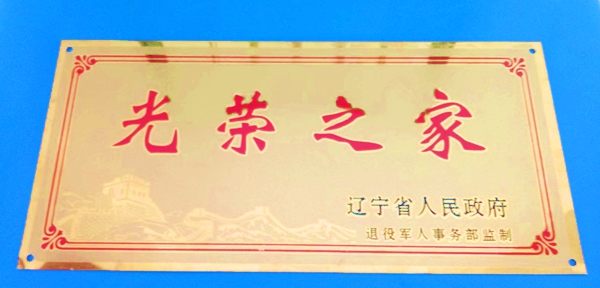 光荣之家
辽宁省人民政府
退役军人事务部监制